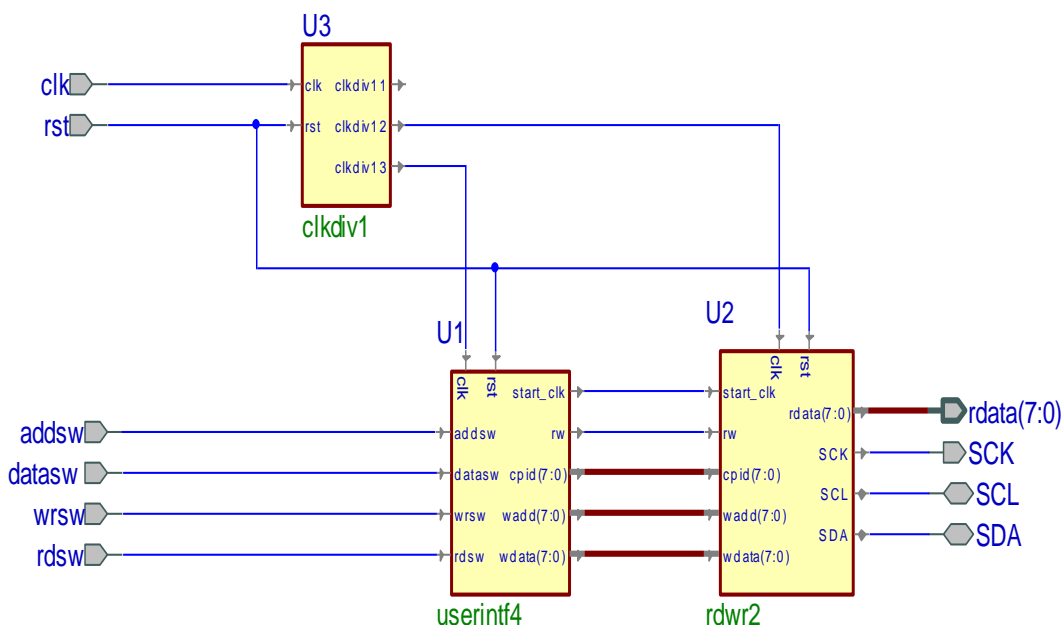 U3
clk
clk clkdiv11
rst
rst clkdiv12
clkdiv13
clkdiv1
U1
U2
clk rst
clk rst
start_clk
start_clk
rdata(7:0)
rdata(7:0)
addsw
addsw
rw
rw
SCK
SCK
datasw
datasw cpid(7:0)
cpid(7:0)
SCL
SCL
wrsw
wrsw wadd(7:0)
wadd(7:0)
SDA
SDA
rdsw
rdsw wdata(7:0)
wdata(7:0)
userintf4
rdwr2